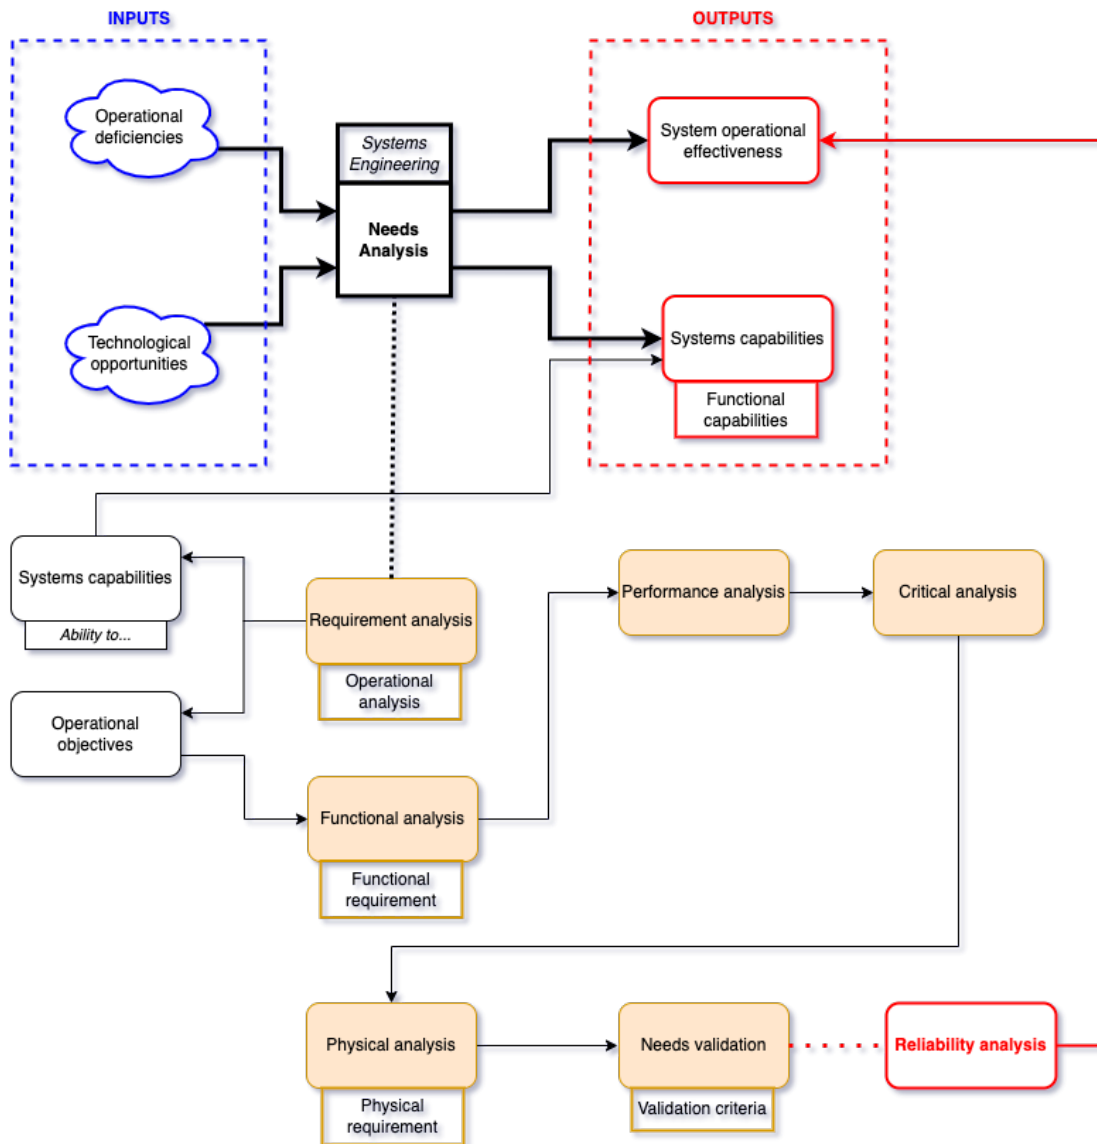 INPUTS
OUTPUTS
Operational
deficiencies
Systems
Engineering
Needs
Analysis
System operational
effectiveness
Technological
opportunities
Systems capabilities
Functional
capabilities
Systems capabilities
Ability to...
Requirement analysis
Operational
analysis
Performance analysis
Critical analysis
Operational
objectives
Functional analysis
Functional
requirement
Physical analysis
Physical
requirement
Needs validation
Validation criteria
Reliability analysis